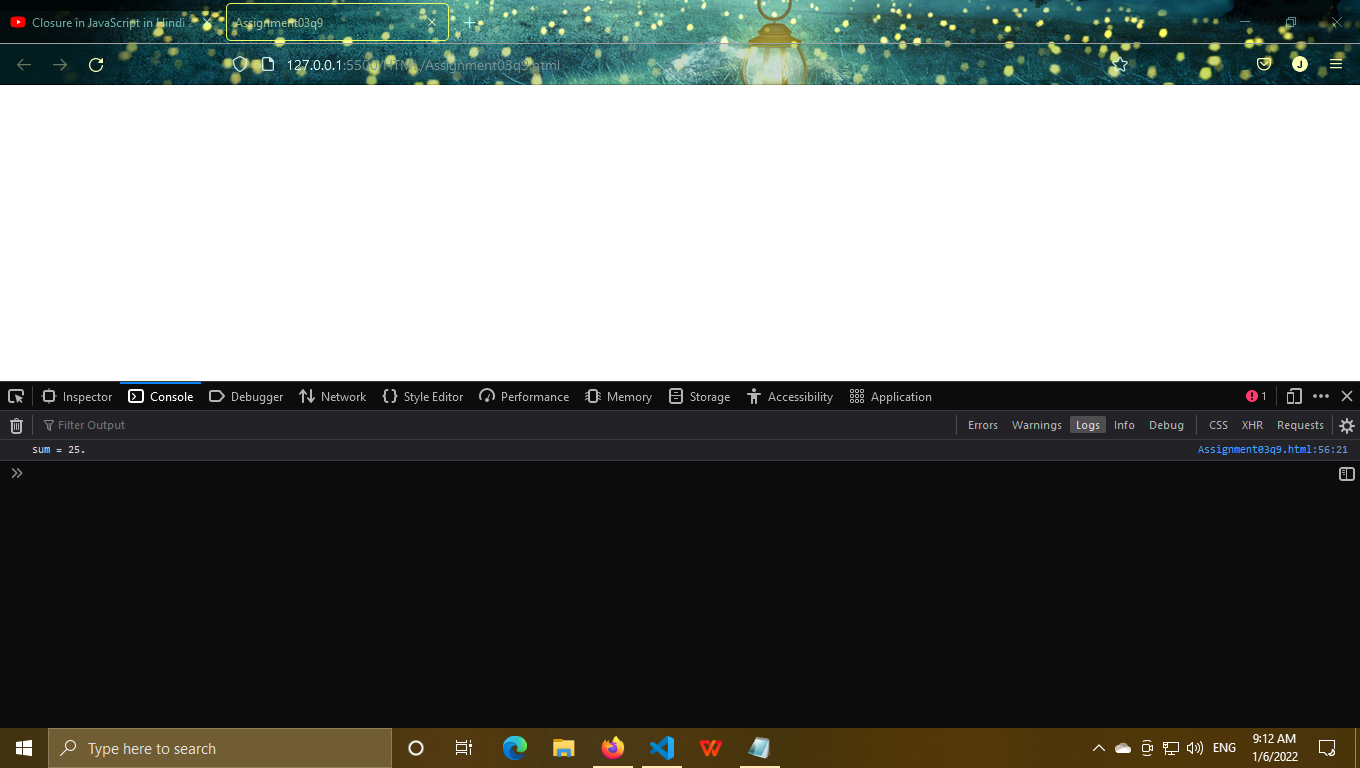 Closure in JavaScript in Hindi
Assignment03q9
127.0.0.1:5500/HTML/Assignment03q9.html
J
Inspector Console Debugger Network Style Editor Performance Memory Storage Accessibility Application 1
Filter Output Errors Warnings Logs Info Debug CSS XHR Requests
sum = 25. Assignment03q9.html:56:21
Type here to search
ENG
9:12 AM
1/6/2022